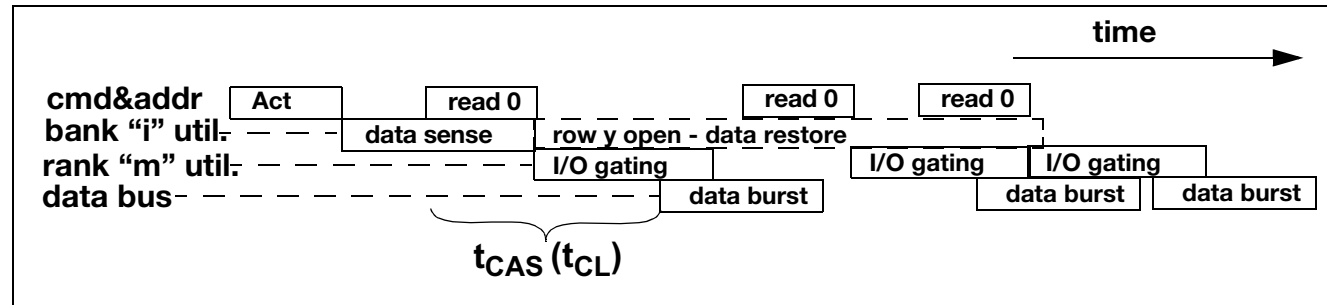 time
cmd&addr Act read 0 read 0 read 0
bank “i” util. data sense row y open - data restore
rank “m” util. I/O gating I/O gating I/O gating
data bus data burst data burst data burst
tCAS (tCL)